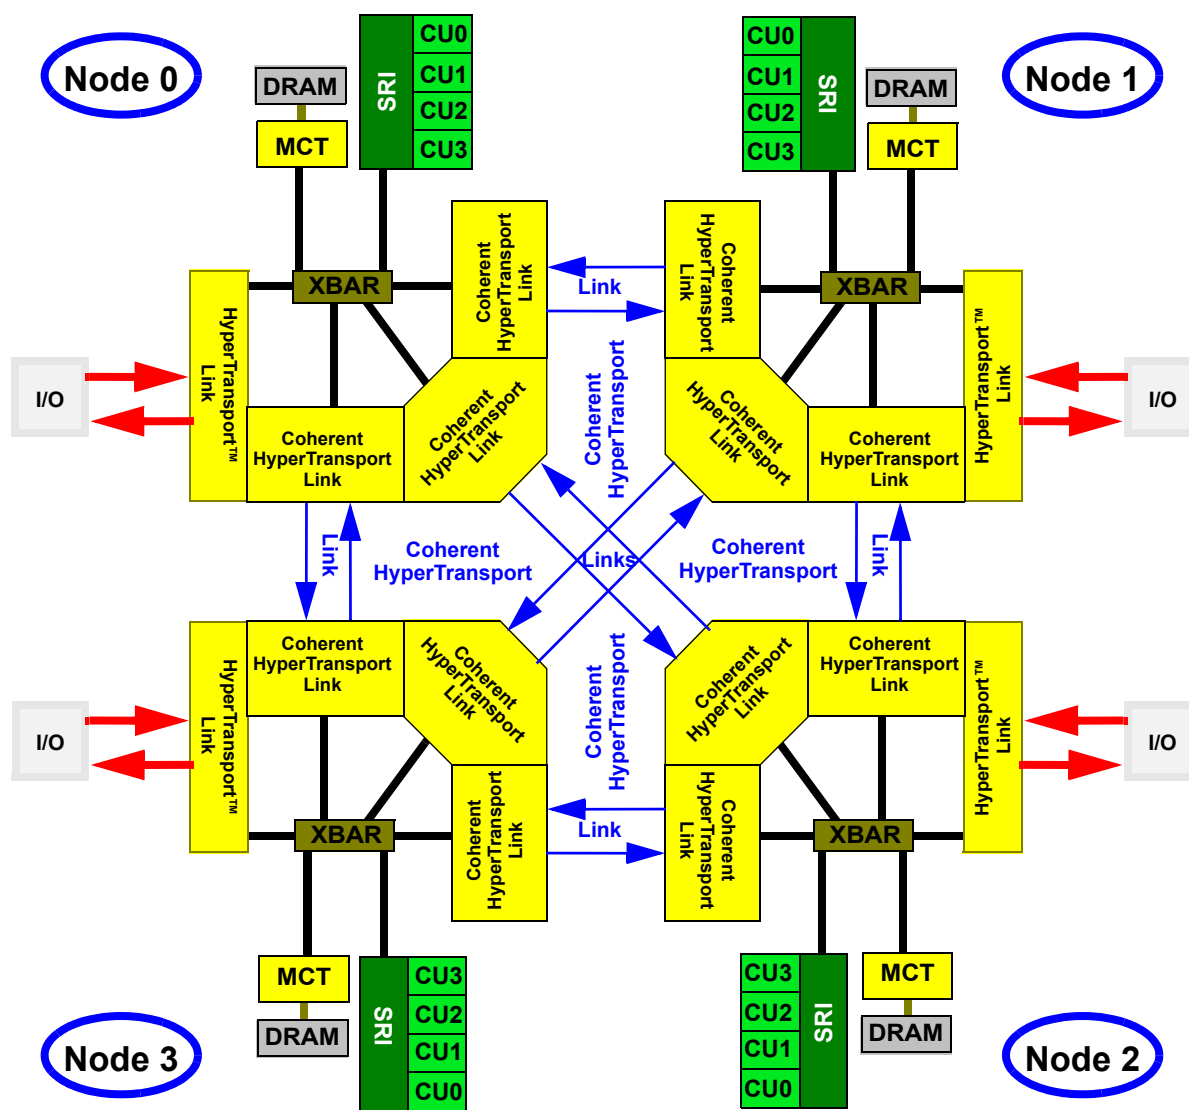 Node 0
DRAM
MCT
SRI
CU0
CU1
CU2
CU3
CU0
CU1
CU2
CU3
SRI
DRAM
MCT
Node 1
XBAR
Coherent
HyperTransport
Link
Link
Coherent
HyperTransport
Link
XBAR
HyperTransport™
Link
I/O
Coherent
HyperTransport
Link
Coherent
HyperTransport
Link
Coherent
HyperTransport
Coherent
HyperTransport
Link
Coherent
HyperTransport
Link
HyperTransport™
Link
I/O
Link
Coherent
HyperTransport
Links
Coherent
HyperTransport
Link
I/O
HyperTransport™
Link
Coherent
HyperTransport
Link
Coherent
HyperTransport
Link
Coherent
HyperTransport
Coherent
HyperTransport
Link
Coherent
HyperTransport
Link
HyperTransport™
Link
I/O
XBAR
Coherent
HyperTransport
Link
Link
Coherent
HyperTransport
Link
XBAR
MCT
DRAM
SRI
CU3
CU2
CU1
CU0
CU3
CU2
CU1
CU0
SRI
MCT
DRAM
Node 3
Node 2